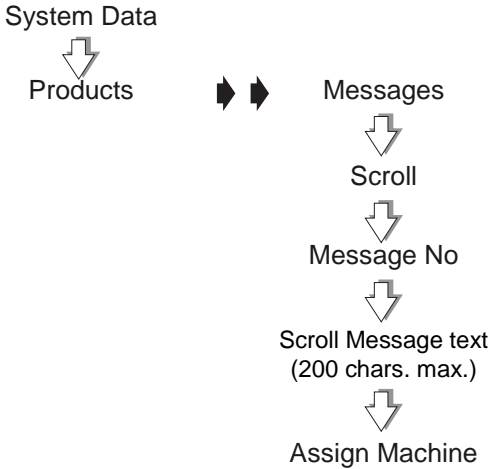 System Data
Products
Messages
Scroll
Message No
Scroll Message text
(200 chars. max.)
Assign Machine